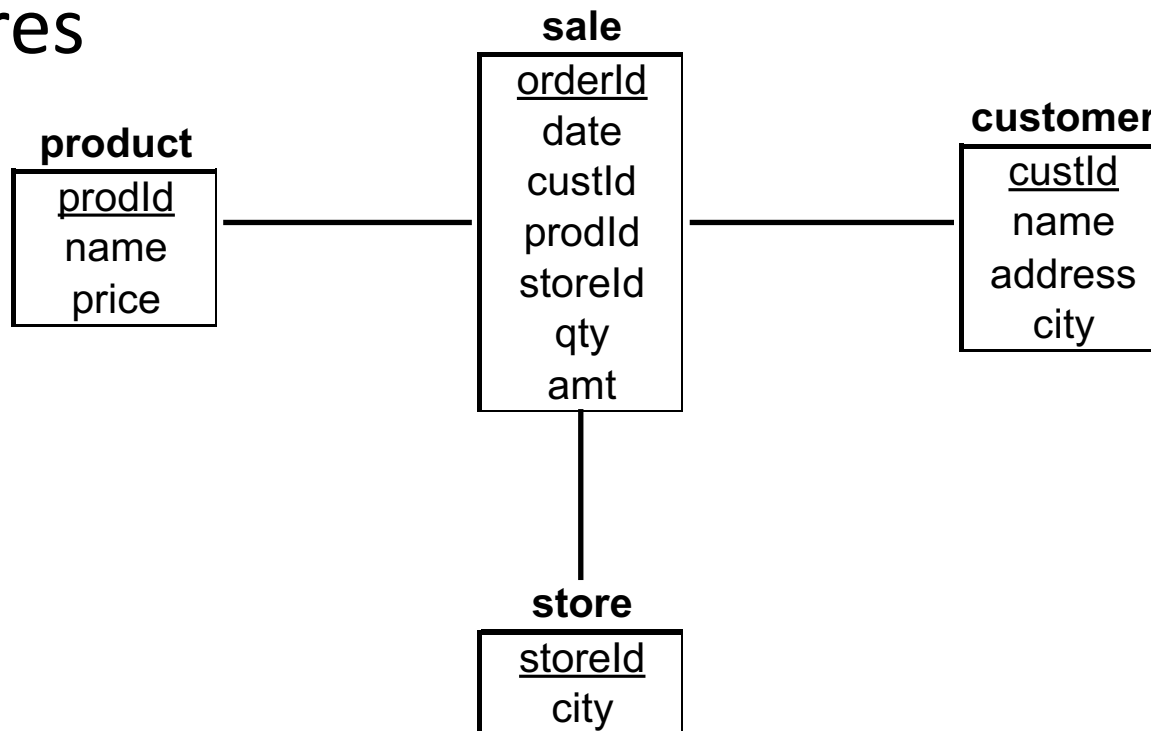 res
sale
orderId
date
custId
prodId
storeId
qty
amt
product
prodId
name
price
customer
custId
name
address
city
store
storeId
city